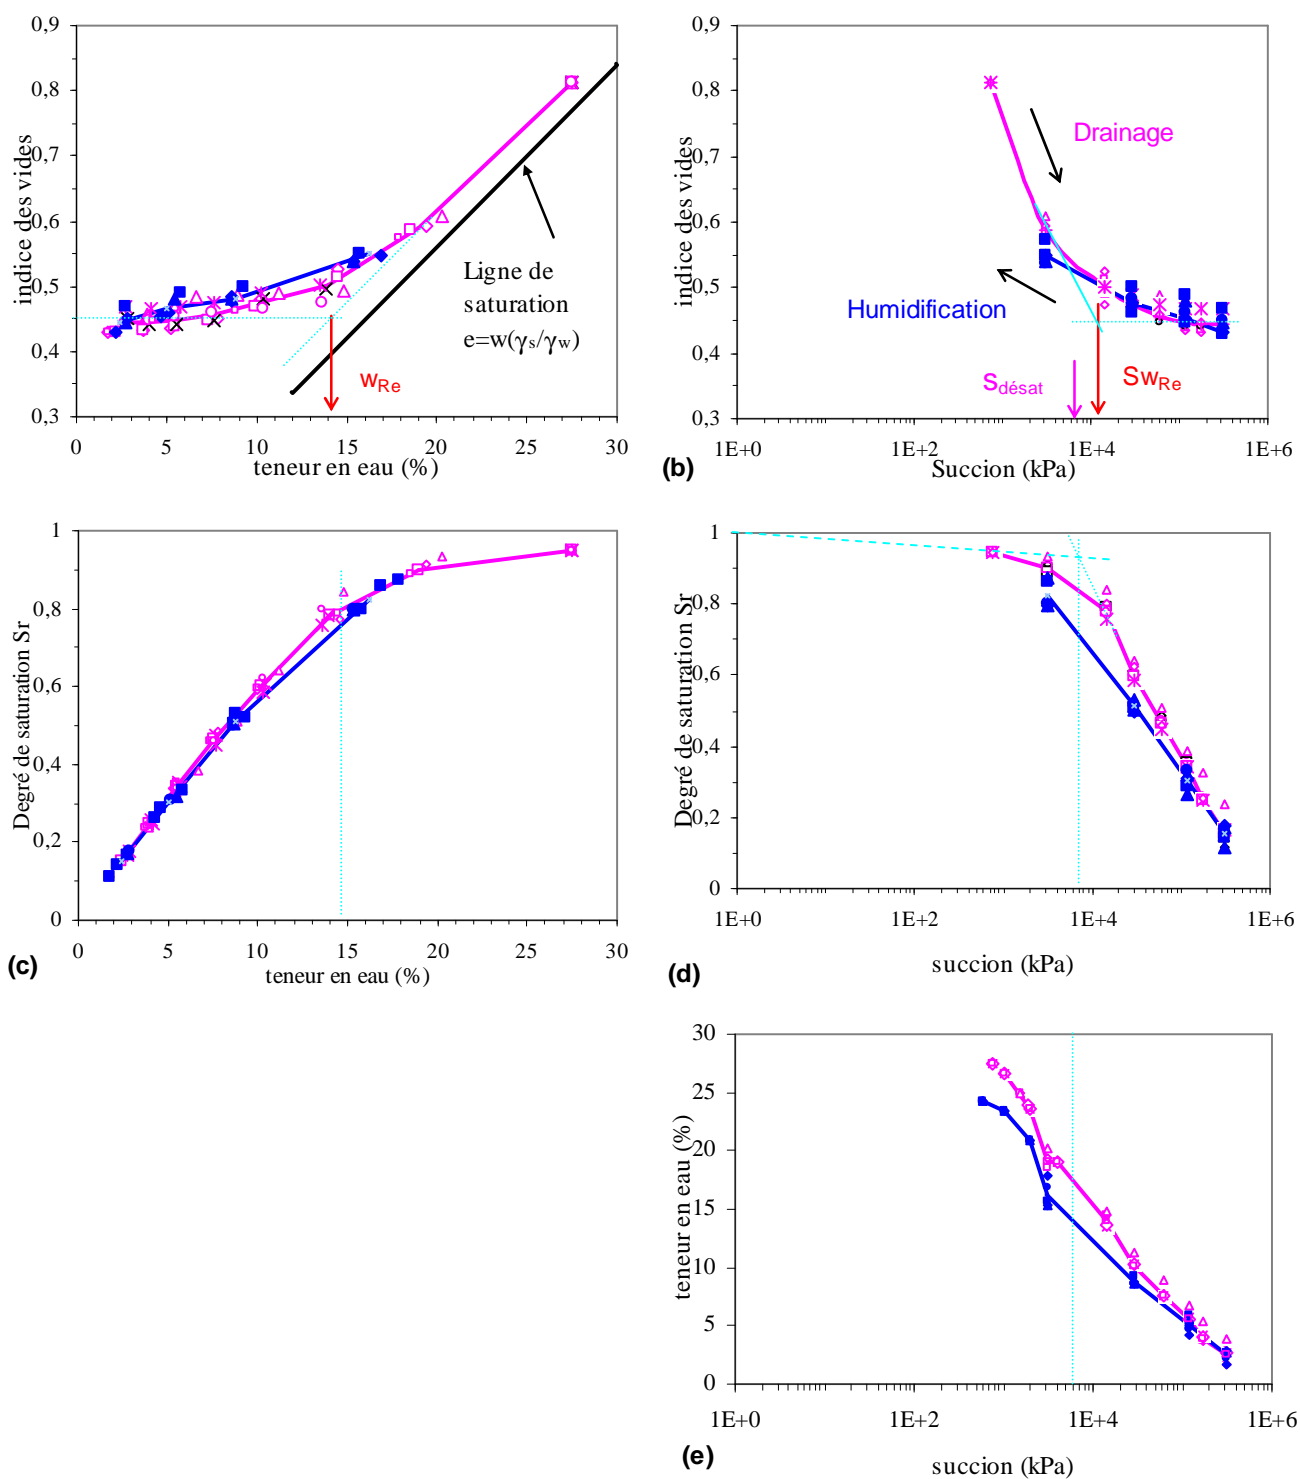 indice des vides
0,9
0,8
0,7
0,6
0,5
0,4
0,3
Ligne de
saturation
e=w(γs/γw)
wRe
0 5 10 15 20 25 30
teneur en eau (%)
indice des vides
0,9
0,8
0,7
0,6
0,5
0,4
0,3
Drainage
Humidification
sdésat
SwRe
1E+0 1E+2 1E+4 1E+6
(b)
Succion (kPa)
Degré de saturation Sr
1
0,8
0,6
0,4
0,2
0
0 5 10 15 20 25 30
(c)
teneur en eau (%)
Degré de saturation Sr
1
0,8
0,6
0,4
0,2
0
1E+0 1E+2 1E+4 1E+6
(d)
succion (kPa)
teneur en eau (%)
30
25
20
15
10
5
0
1E+0 1E+2 1E+4 1E+6
(e)
succion (kPa)